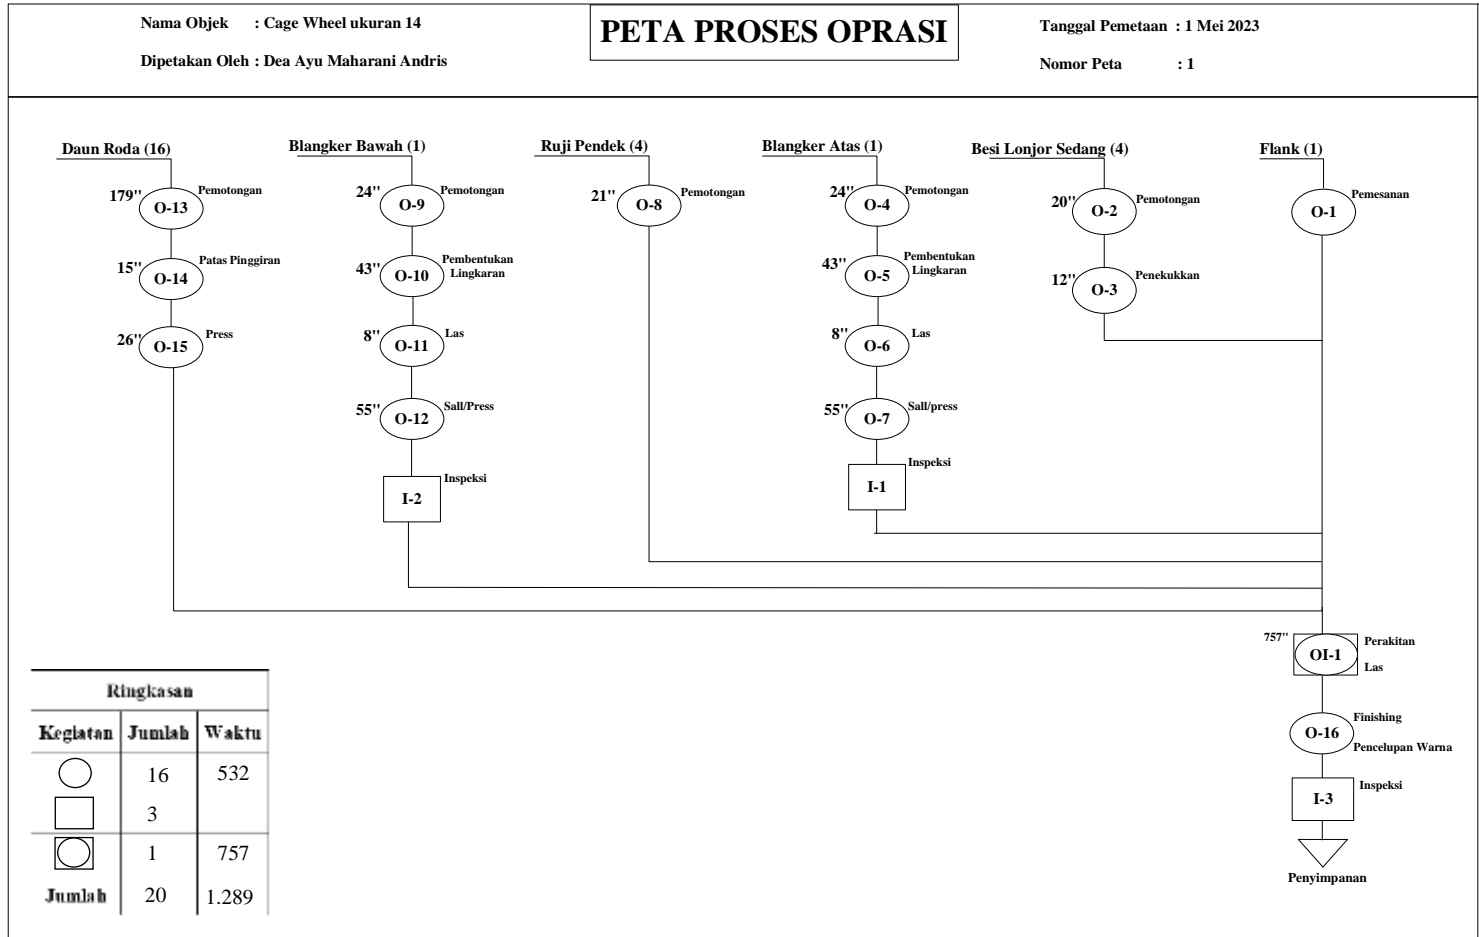 Nama Objek : Cage Wheel ukuran 14
Dipetakan Oleh : Dea Ayu Maharani Andris
PETA PROSES OPRASI
Tanggal Pemetaan : 1 Mei 2023
Nomor Peta : 1
Daun Roda (16)
179"
O-13
Pemotongan
15"
O-14
Patas Pinggiran
26"
O-15
Press
Blangker Bawah (1)
24"
O-9
Pemotongan
43"
O-10
Pembentukan
Lingkaran
8"
O-11
Las
55"
O-12
Sall/Press
I-2
Inspeksi
Ruji Pendek (4)
21"
O-8
Pemotongan
Blangker Atas (1)
24"
O-4
Pemotongan
43"
O-5
Pembentukan
Lingkaran
8"
O-6
Las
55"
O-7
Sall/press
I-1
Inspeksi
Besi Lonjor Sedang (4)
20"
O-2
Pemotongan
12"
O-3
Penekukkan
Flank (1)
O-1
Pemesanan
757"
OI-1
Perakitan
Las
O-16
Finishing
Pencelupan Warna
I-3
Inspeksi
Penyimpanan
Ringkasan
Kegiatan Jumlah Waktu
16 532
3
1 757
Jumlah 20 1.289